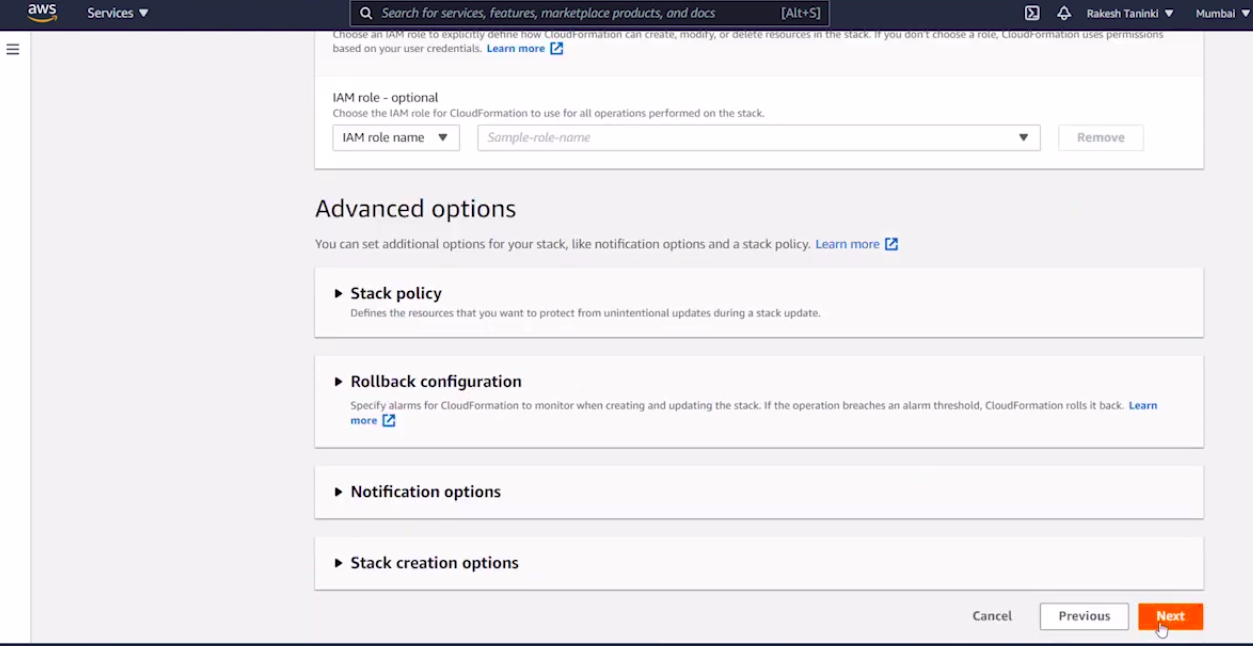 aws Services Search for services, features, marketplace products, and docs [Alt+S] Rakesh Taninki Mumbai
Choose an IAM role to explicitly define how CloudFormation can create, modify, or delete resources in the stack. If you don't choose a role, CloudFormation uses permissions
based on your user credentials. Learn more
IAM role - optional
Choose the IAM role for CloudFormation to use for all operations performed on the stack.
IAM role name Sample-role-name Remove
Advanced options
You can set additional options for your stack, like notification options and a stack policy. Learn more
Stack policy
Defines the resources that you want to protect from unintentional updates during a stack update.
Rollback configuration
Specify alarms for CloudFormation to monitor when creating and updating the stack. If the operation breaches an alarm threshold, CloudFormation rolls it back. Learn
more
Notification options
Stack creation options
Cancel Previous Next